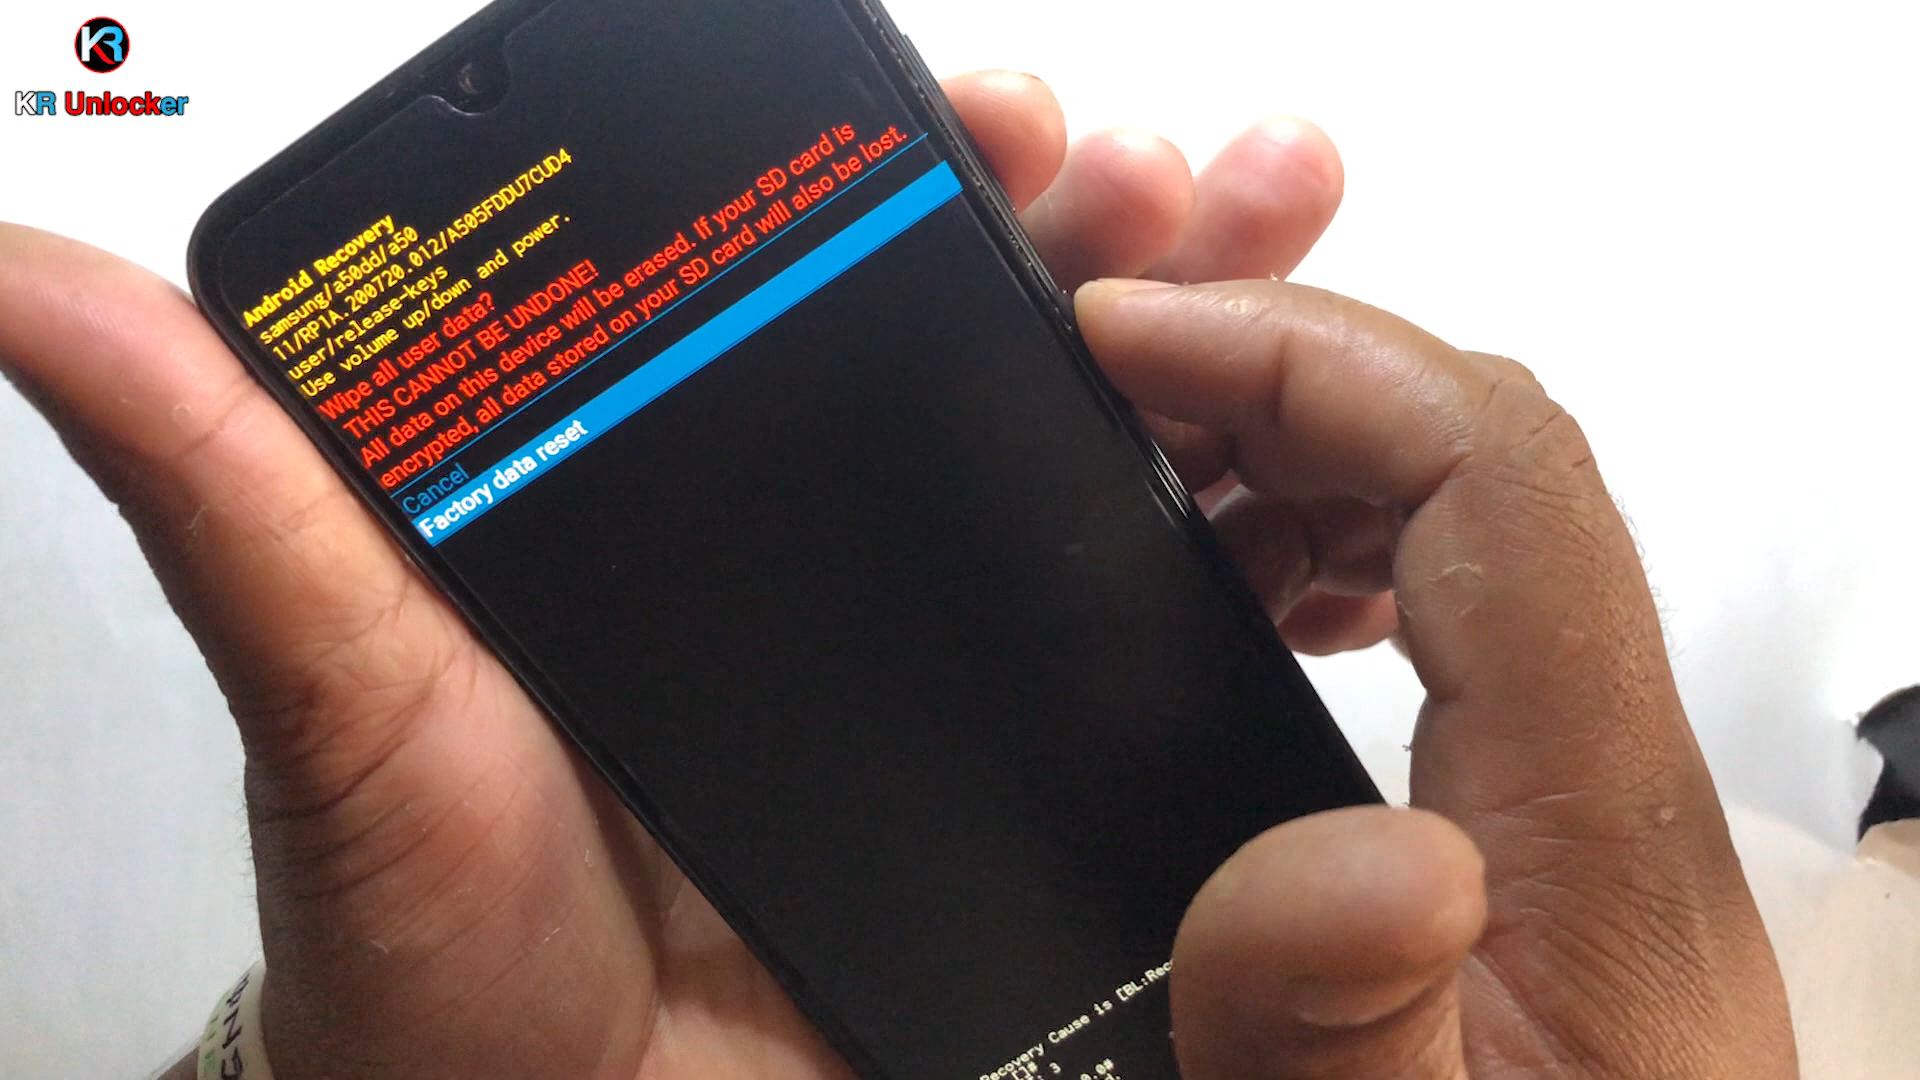 KR
KR Unlocker
Android Recovery
samsung/a50dd/a50
11/RP1A.200720.012/A505FDDU7CUD4
user/release-keys
Use volume up/down and power.
Wipe all user data?
THIS CANNOT BE UNDONE!
All data on this device will be erased. If your SD card is
encrypted, all data stored on your SD card will also be lost.
Cancel
Factory data reset
Recovery Cause is [BL:Rec